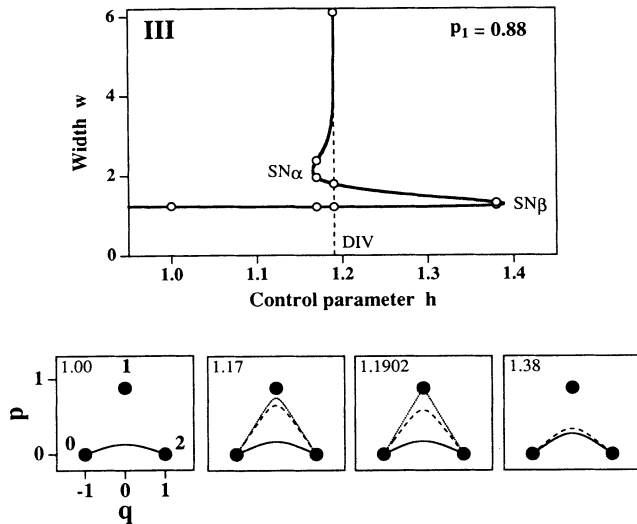 III
p1 = 0.88
6
4
2
0
Width w
SNα
SNβ
DIV
1.0 1.1 1.2 1.3 1.4
Control parameter h
1.00 1 0 2
1.17
1.1902
1.38
p
1
0
-1 0 1
q